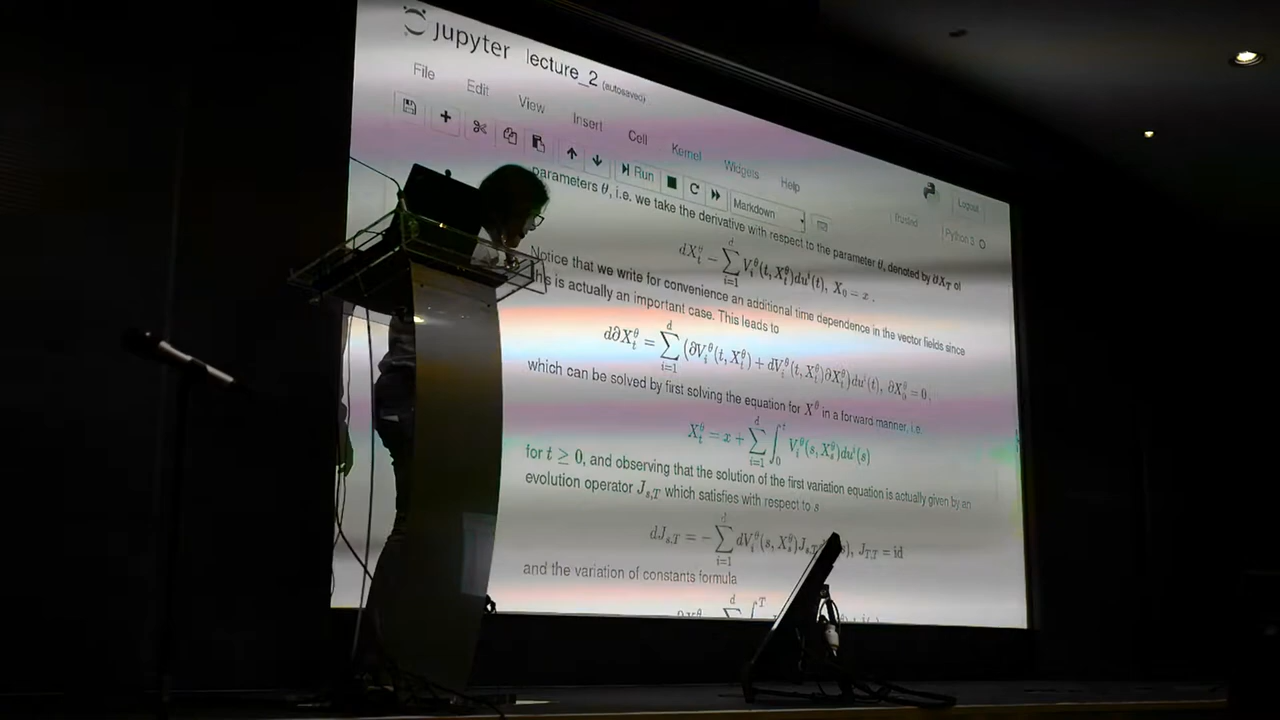 jupyter lecture_2 (autosaved)
File Edit View Insert Cell Kernel Widgets Help
Run Markdown Trusted Python 3 Logout
parameters θ, i.e. we take the derivative with respect to the parameter θ, denoted by ∂X_T of
dX_t^θ = ∑_{i=1}^d V_i^θ(t, X_t^θ)du^i(t), X_0 = x .
Notice that we write for convenience an additional time dependence in the vector fields since
this is actually an important case. This leads to
d∂X_t^θ = ∑_{i=1}^d (∂V_i^θ(t, X_t^θ) + dV_i^θ(t, X_t^θ)∂X_t^θ)du^i(t), ∂X_0^θ = 0 ,
which can be solved by first solving the equation for X^θ in a forward manner, i.e.
X_t^θ = x + ∑_{i=1}^d ∫_0^t V_i^θ(s, X_s^θ)du^i(s)
for t ≥ 0, and observing that the solution of the first variation equation is actually given by an
evolution operator J_{s,T} which satisfies with respect to s
dJ_{s,T} = − ∑_{i=1}^d dV_i^θ(s, X_s^θ)J_{s,T} s), J_{T,T} = id
and the variation of constants formula